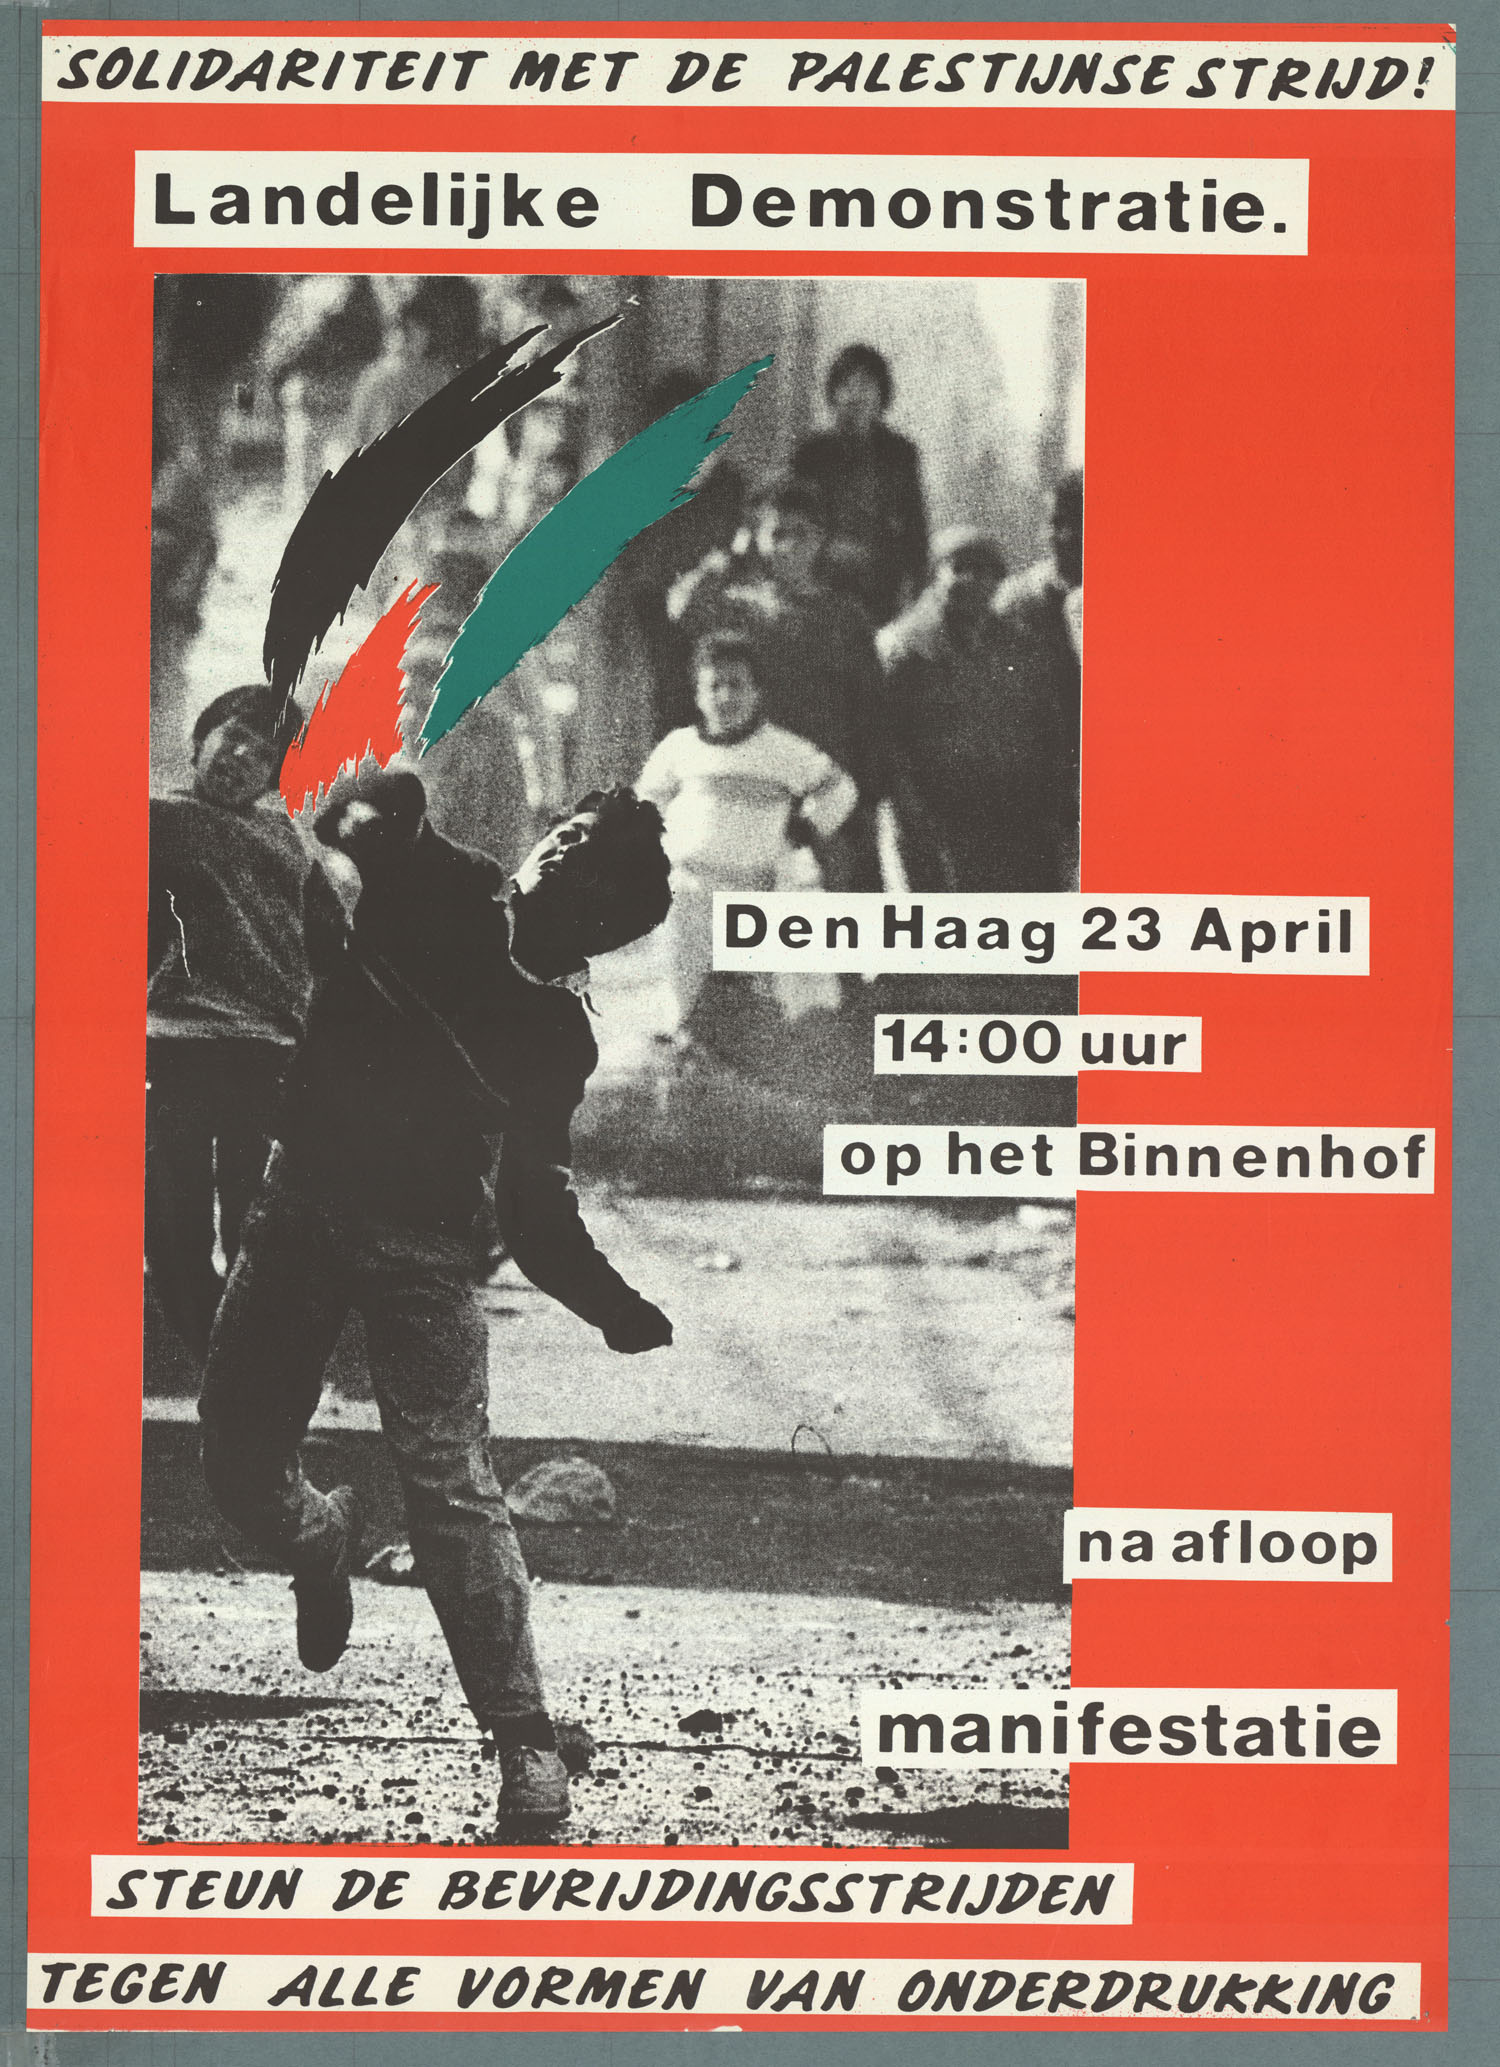 SOLIDARITEIT MET DE PALESTIJNSE STRIJD!
Landelijke Demonstratie.
Den Haag 23 April
14:00 uur
op het Binnenhof
na afloop
manifestatie
STEUN DE BEVRIJDINGSSTRIJDEN
TEGEN ALLE VORMEN VAN ONDERDRUKKING